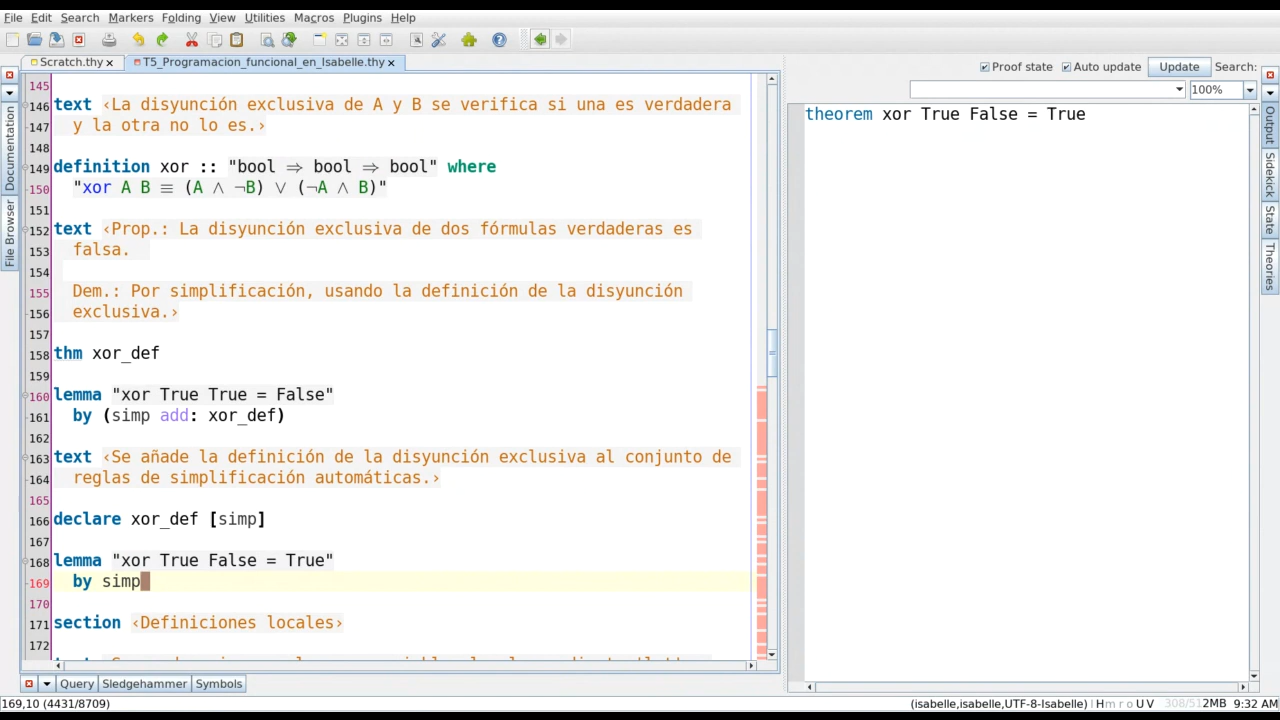 File Edit Search Markers Folding View Utilities Macros Plugins Help
Scratch.thy
T5_Programacion_funcional_en_Isabelle.thy
Proof state
Auto update
Update
Search:
100%
Documentation
File Browser
145
146 text ‹La disyunción exclusiva de A y B se verifica si una es verdadera
147 y la otra no lo es.›
148
149 definition xor :: "bool ⇒ bool ⇒ bool" where
150 "xor A B ≡ (A ∧ ¬B) ∨ (¬A ∧ B)"
151
152 text ‹Prop.: La disyunción exclusiva de dos fórmulas verdaderas es
153 falsa.
154
155 Dem.: Por simplificación, usando la definición de la disyunción
156 exclusiva.›
157
158 thm xor_def
159
160 lemma "xor True True = False"
161 by (simp add: xor_def)
162
163 text ‹Se añade la definición de la disyunción exclusiva al conjunto de
164 reglas de simplificación automáticas.›
165
166 declare xor_def [simp]
167
168 lemma "xor True False = True"
169 by simp
170
171 section ‹Definiciones locales›
172
theorem xor True False = True
Output
Sidekick
State
Theories
Query Sledgehammer Symbols
169,10 (4431/8709)
(isabelle,isabelle,UTF-8-Isabelle) H m r o U V 2MB 9:32 AM